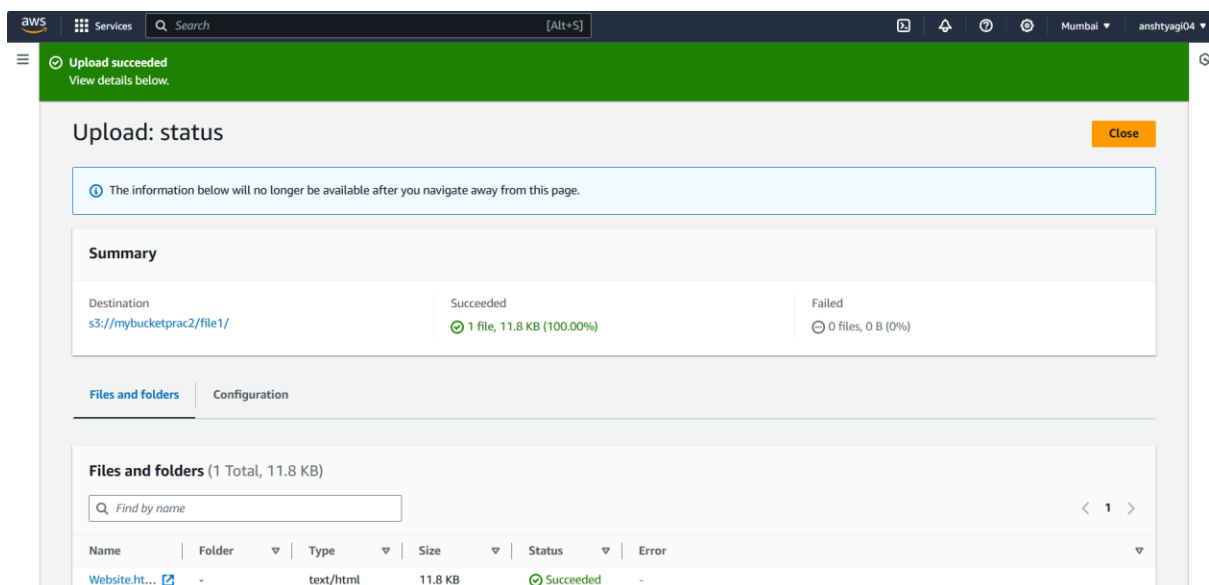 aws Services Search [Alt+S] Mumbai anshtyagi04
Upload succeeded
View details below.
Upload: status Close
The information below will no longer be available after you navigate away from this page.
Summary
Destination Succeeded Failed
s3://mybucketprac2/file1/ 1 file, 11.8 KB (100.00%) 0 files, 0 B (0%)
Files and folders Configuration
Files and folders (1 Total, 11.8 KB)
Find by name 1
Name Folder Type Size Status Error
Website.ht... - text/html 11.8 KB Succeeded -